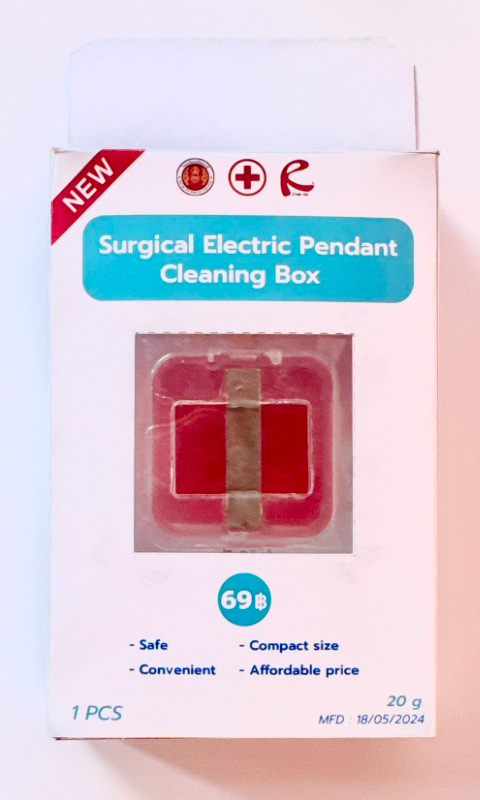 NEW
Surgical Electric Pendant
Cleaning Box
69฿
- Safe
- Compact size
- Convenient
- Affordable price
1 PCS
20 g
MFD : 18/05/2024